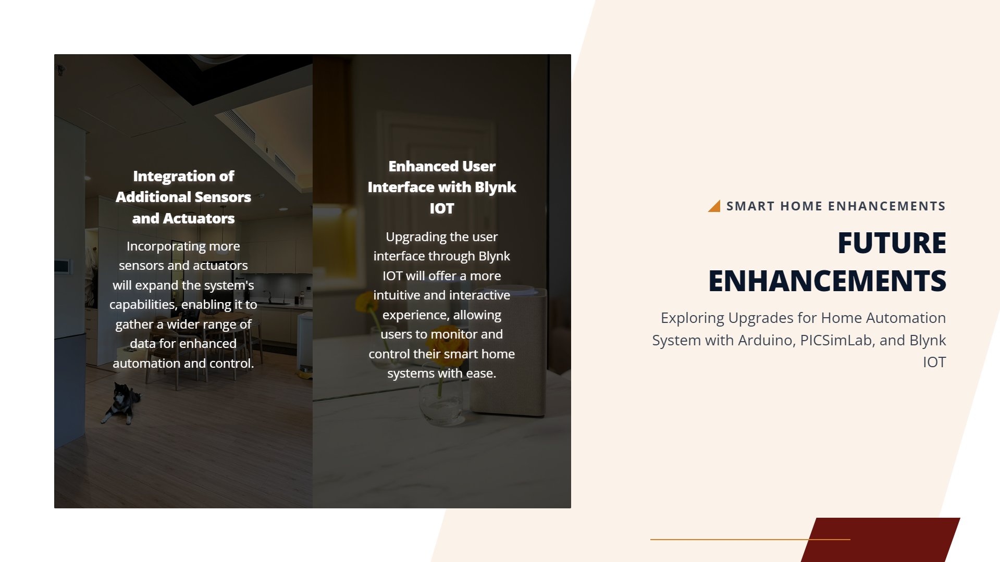 Integration of
Additional Sensors
and Actuators
Incorporating more
sensors and actuators
will expand the system's
capabilities, enabling it to
gather a wider range of
data for enhanced
automation and control.
Enhanced User
Interface with Blynk
IOT
Upgrading the user
interface through Blynk
IOT will offer a more
intuitive and interactive
experience, allowing
users to monitor and
control their smart home
systems with ease.
SMART HOME ENHANCEMENTS
FUTURE
ENHANCEMENTS
Exploring Upgrades for Home Automation
System with Arduino, PICSimLab, and Blynk
IOT